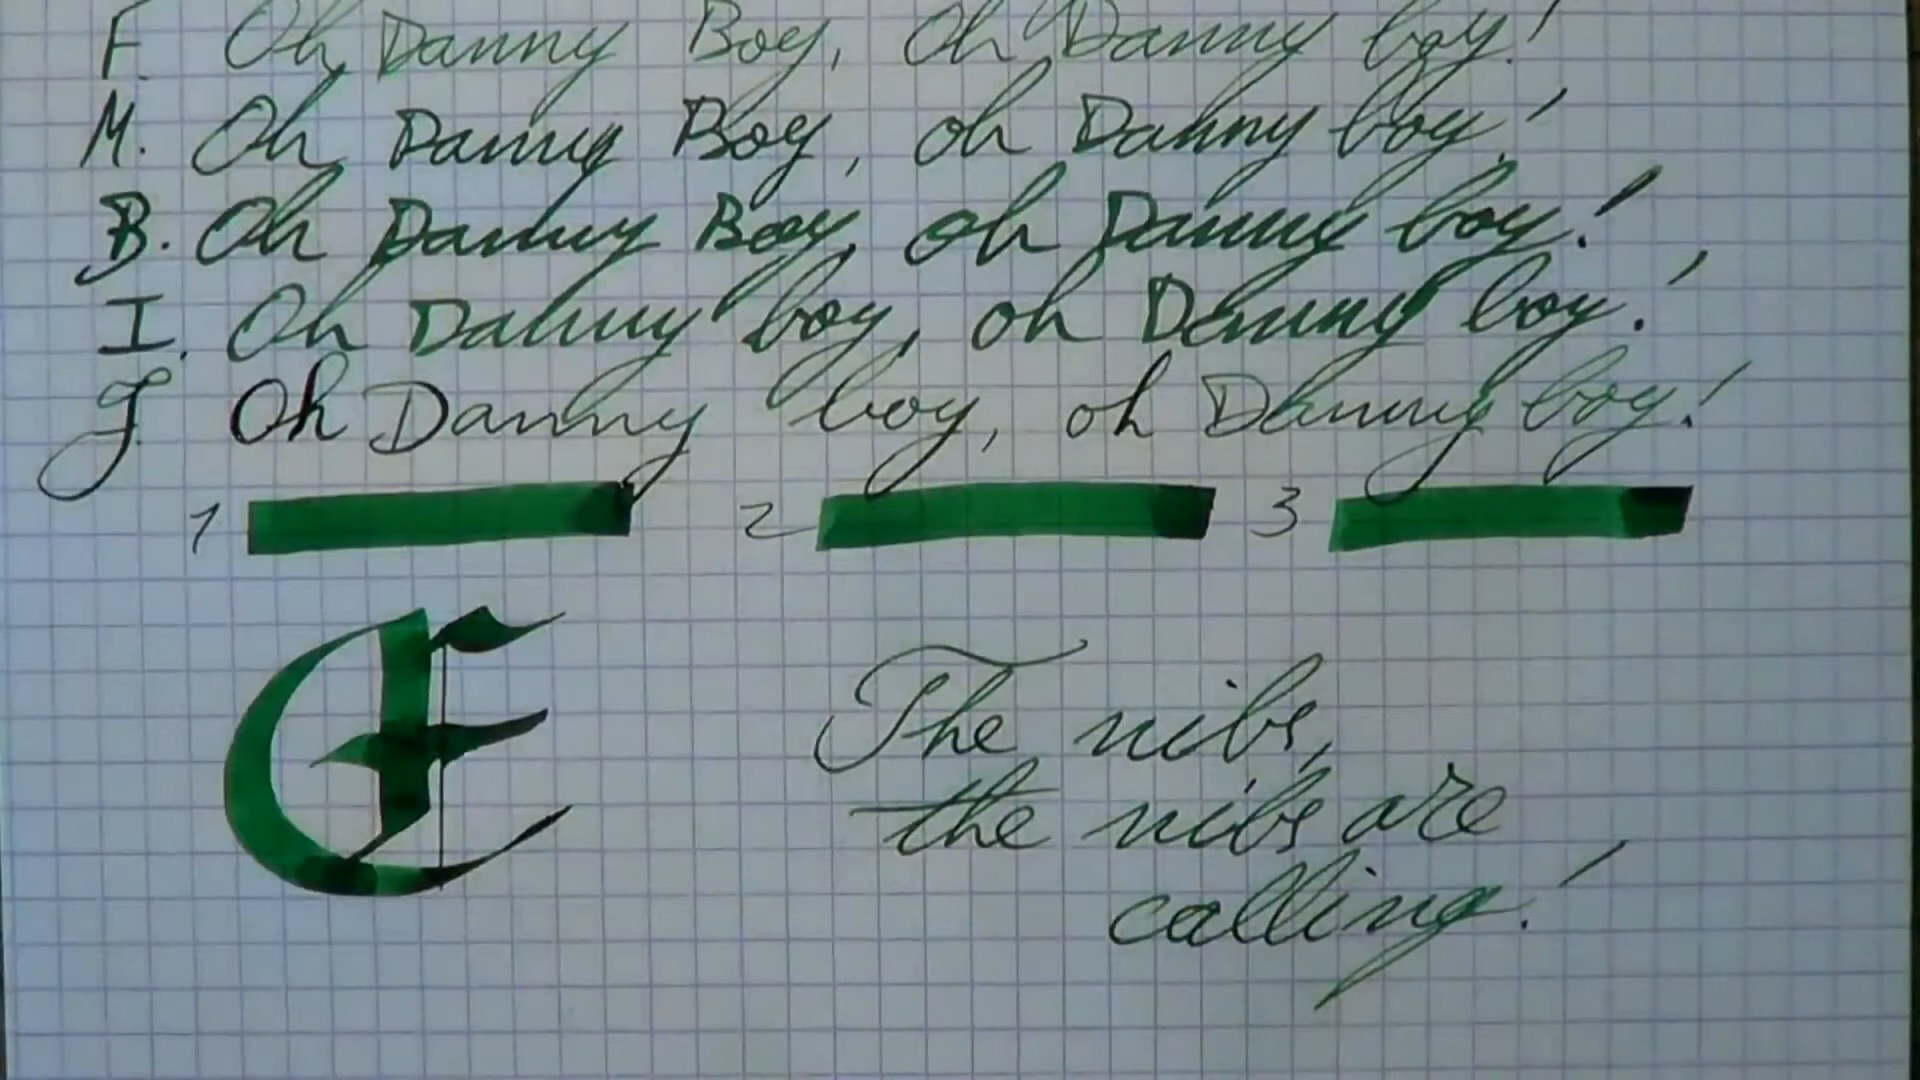 F. Oh Danny Boy, Oh Danny boy!
M. Oh Danny Boy, oh Danny boy!
B. Oh Danny Boy, oh Danny boy!
I. Oh Danny boy, oh Danny boy!
J. Oh Danny boy, oh Danny boy!
1 2 3
E
The nibs,
the nibs are
calling!